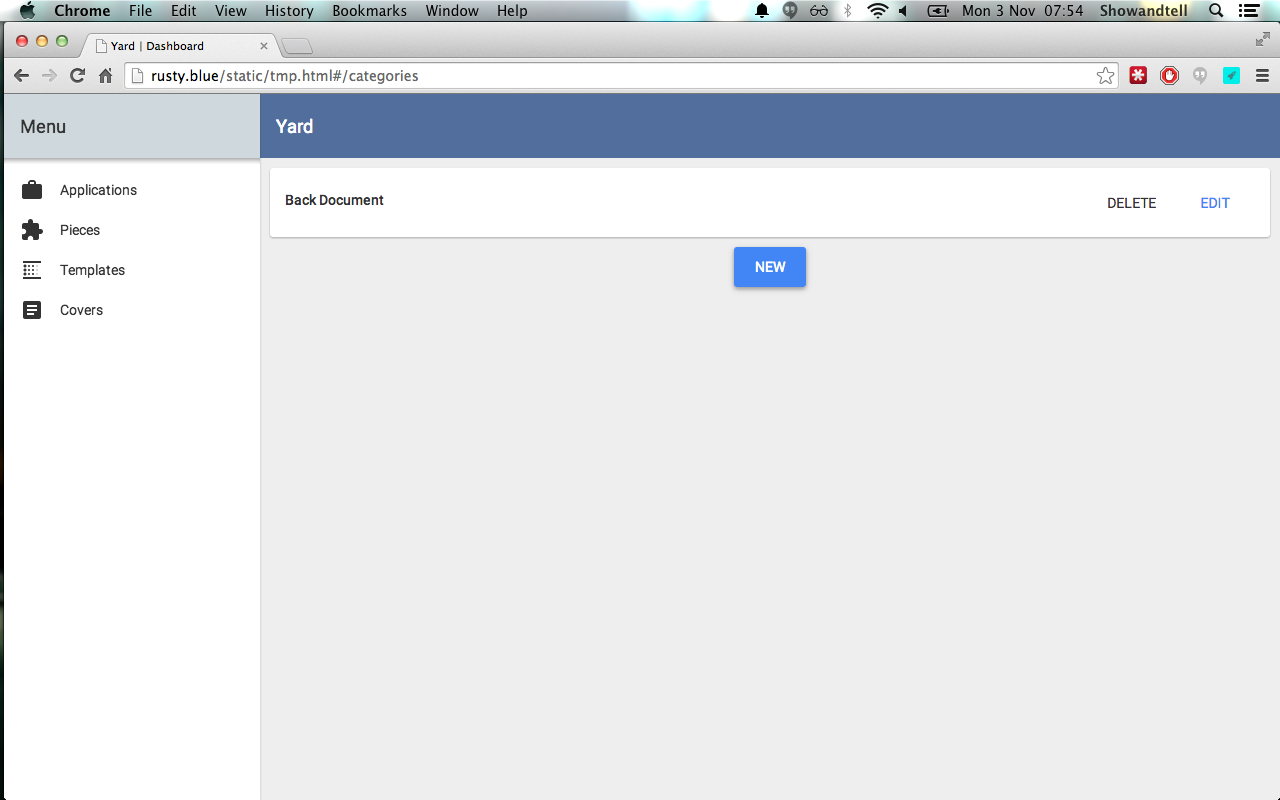 Chrome File Edit View History Bookmarks Window Help Mon 3 Nov 07:54 Showandtell
Yard | Dashboard
rusty.blue/static/tmp.html#/categories
Menu
Yard
Applications
Pieces
Templates
Covers
Back Document
DELETE EDIT
NEW